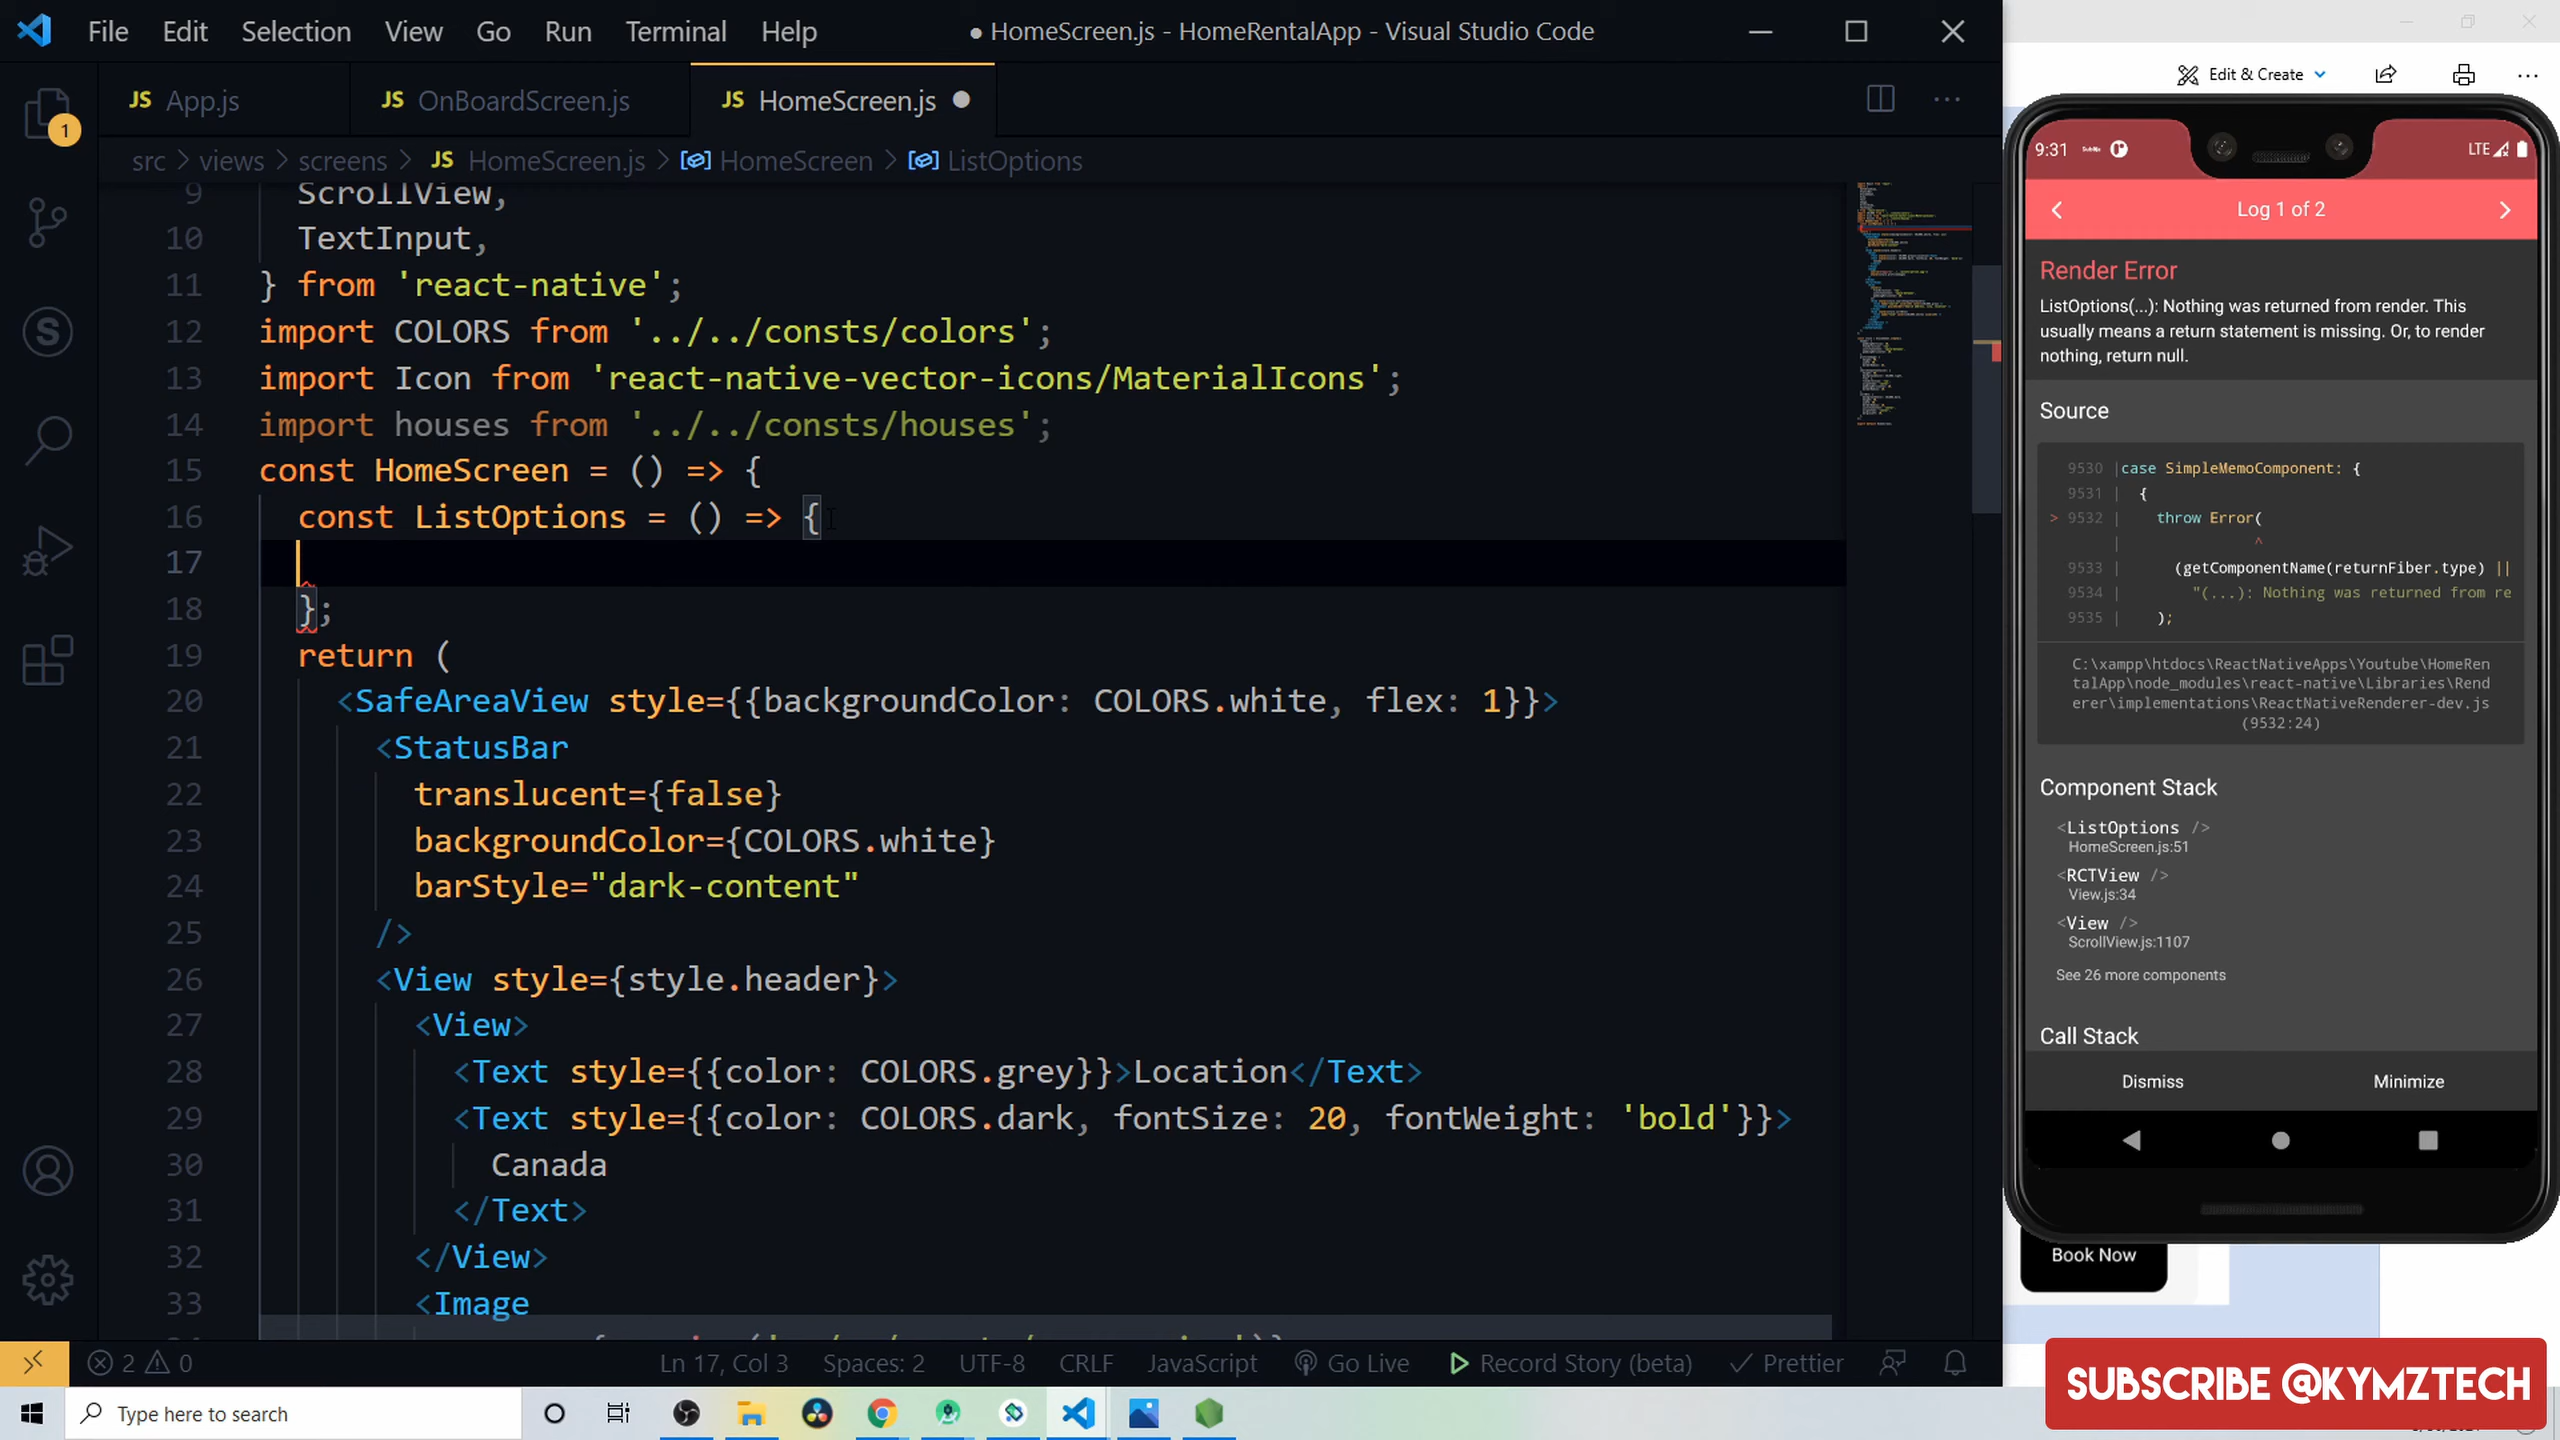 File Edit Selection View Go Run Terminal Help ● HomeScreen.js - HomeRentalApp - Visual Studio Code
JS App.js JS OnBoardScreen.js JS HomeScreen.js
src > views > screens > JS HomeScreen.js > HomeScreen > ListOptions
9 ScrollView,
10 TextInput,
11 } from 'react-native';
12 import COLORS from '../../consts/colors';
13 import Icon from 'react-native-vector-icons/MaterialIcons';
14 import houses from '../../consts/houses';
15 const HomeScreen = () => {
16 const ListOptions = () => {
17
18 };
19 return (
20 <SafeAreaView style={{backgroundColor: COLORS.white, flex: 1}}>
21 <StatusBar
22 translucent={false}
23 backgroundColor={COLORS.white}
24 barStyle="dark-content"
25 />
26 <View style={style.header}>
27 <View>
28 <Text style={{color: COLORS.grey}}>Location</Text>
29 <Text style={{color: COLORS.dark, fontSize: 20, fontWeight: 'bold'}}>
30 Canada
31 </Text>
32 </View>
33 <Image
1
2 0 Ln 17, Col 3 Spaces: 2 UTF-8 CRLF JavaScript Go Live Record Story (beta) Prettier
Type here to search
Edit & Create
9:31 LTE
Log 1 of 2
Render Error
ListOptions(...): Nothing was returned from render. This
usually means a return statement is missing. Or, to render
nothing, return null.
Source
9530 |case SimpleMemoComponent: {
9531 | {
> 9532 | throw Error(
| ^
9533 | (getComponentName(returnFiber.type) ||
9534 | "(...): Nothing was returned from re
9535 | );
C:\xampp\htdocs\ReactNativeApps\Youtube\HomeRen
talApp\node_modules\react-native\Libraries\Rend
erer\implementations\ReactNativeRenderer-dev.js
(9532:24)
Component Stack
<ListOptions />
HomeScreen.js:51
<RCTView />
View.js:34
<View />
ScrollView.js:1107
See 26 more components
Call Stack
Dismiss Minimize
Book Now
SUBSCRIBE @KYMZTECH